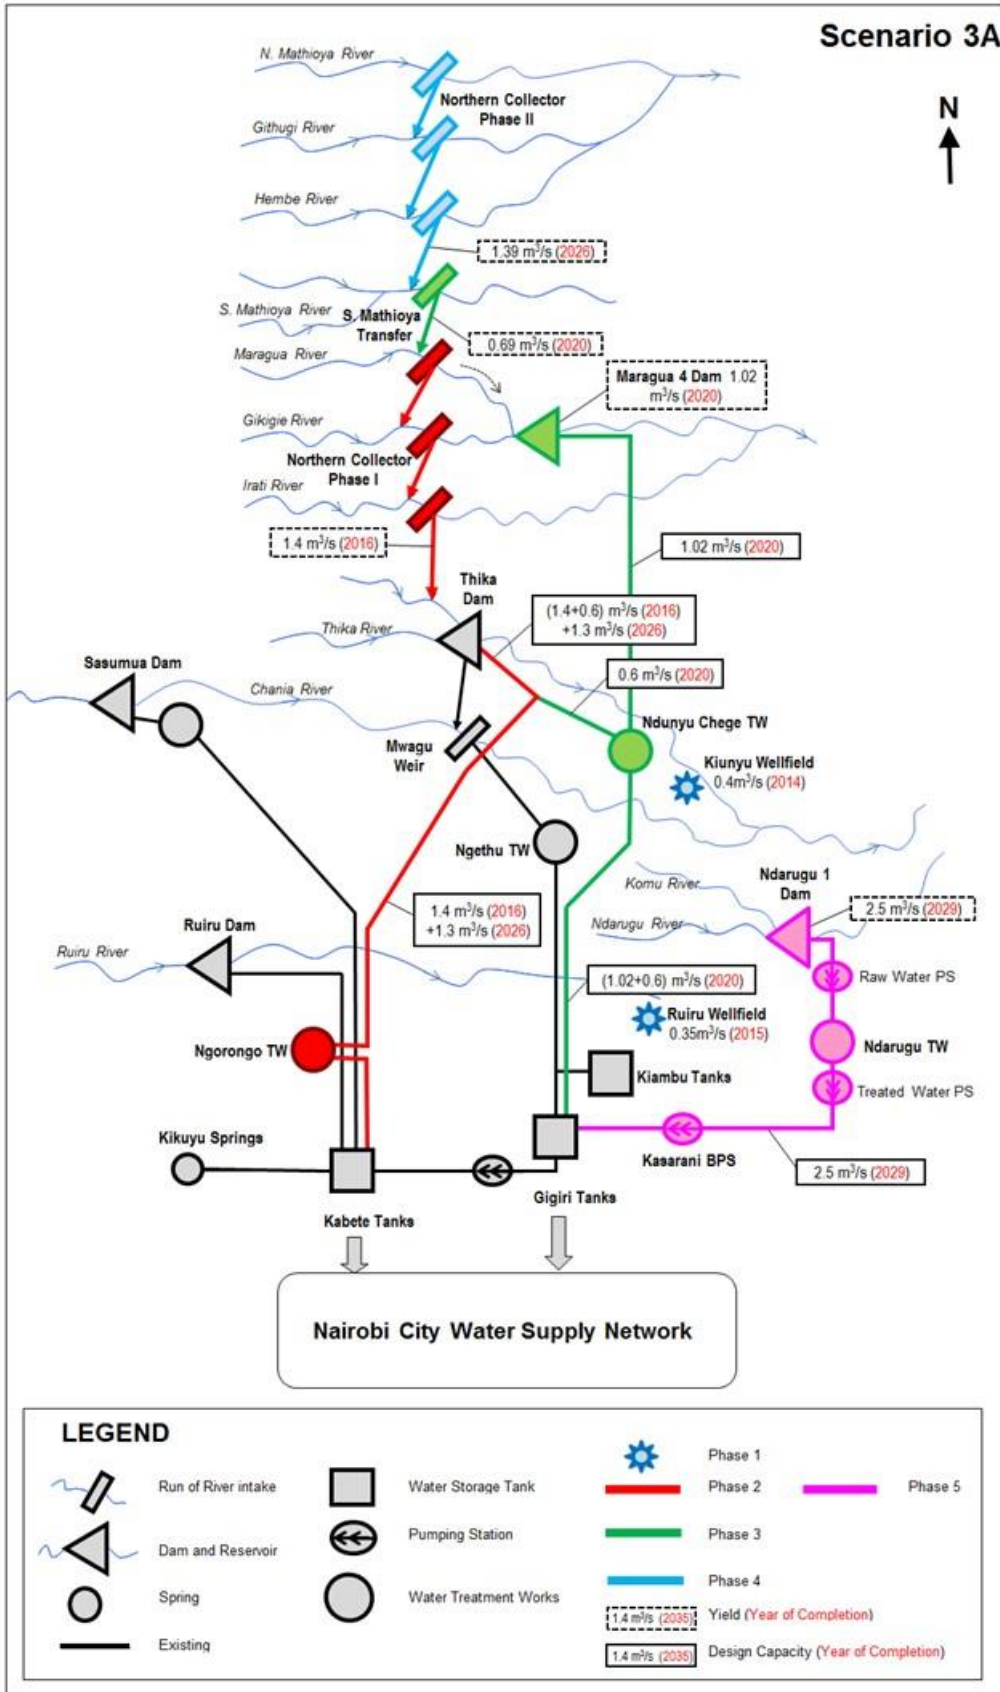 Scenario 3A
N. Mathioya River
Northern Collector
Phase II
N
Githugi River
Hembe River
1.39 m³/s (2026)
S. Mathioya River
S. Mathioya
Transfer
0.69 m³/s (2020)
Maragua River
Maragua 4 Dam 1.02
m³/s (2020)
Gikigie River
Northern Collector
Phase I
Irati River
1.4 m³/s (2016)
1.02 m³/s (2020)
Thika
Dam
(1.4+0.6) m³/s (2016)
+1.3 m³/s (2026)
Thika River
Sasumua Dam
0.6 m³/s (2020)
Chania River
Ndunyu Chege TW
Mwagu
Weir
Kiunyu Wellfield
0.4m³/s (2014)
Ngethu TW
Komu River
Ndarugu 1
Dam
1.4 m³/s (2016)
+1.3 m³/s (2026)
2.5 m³/s (2029)
Ndarugu River
Ruiru Dam
Ruiru River
Raw Water PS
(1.02+0.6) m³/s (2020)
Ruiru Wellfield
0.35m³/s (2015)
Ngorongo TW
Ndarugu TW
Kiambu Tanks
Treated Water PS
Kikuyu Springs
Kasarani BPS
2.5 m³/s (2029)
Gigiri Tanks
Kabete Tanks
Nairobi City Water Supply Network
LEGEND
Run of River intake
Water Storage Tank
Phase 1
Phase 2
Phase 5
Dam and Reservoir
Pumping Station
Phase 3
Phase 4
Spring
Water Treatment Works
1.4 m³/s (2035) Yield (Year of Completion)
Existing
1.4 m³/s (2035) Design Capacity (Year of Completion)